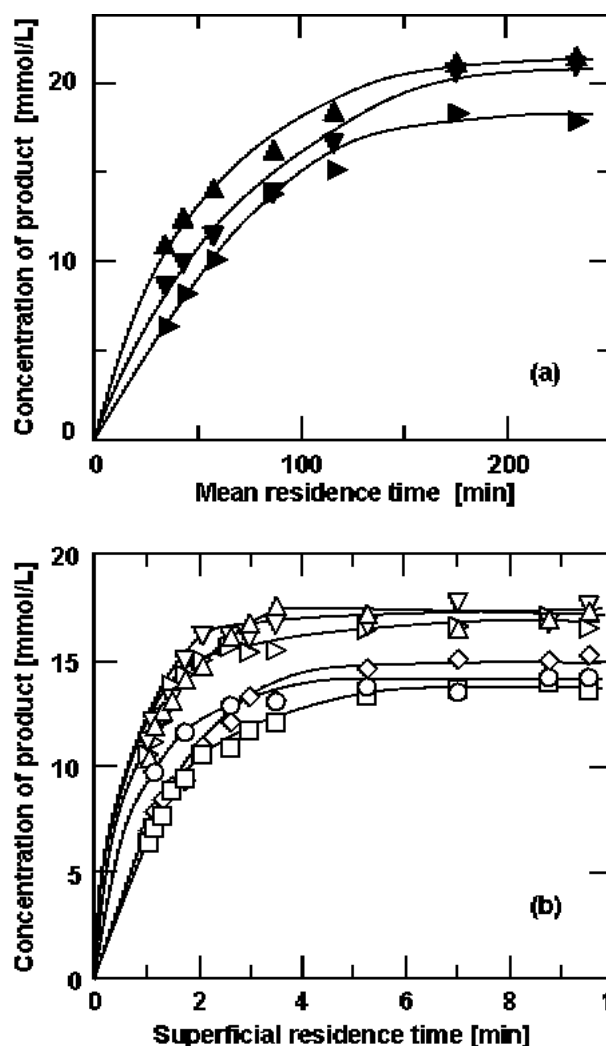 Concentration of product [mmol/L]
20
10
0
(a)
0 100 200
Mean residence time [min]
Concentration of product [mmol/L]
20
15
10
5
0
(b)
0 2 4 6 8 1
Superficial residence time [min]